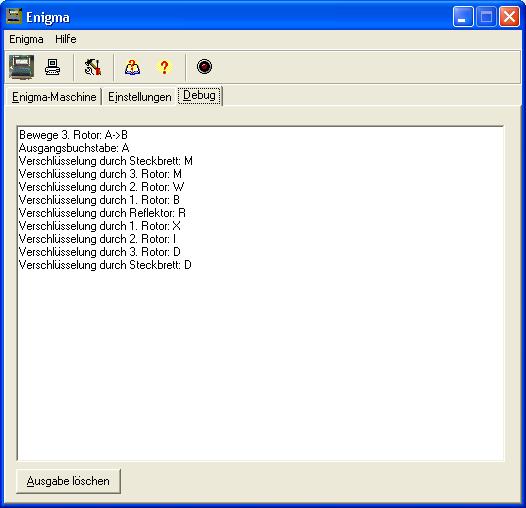 Enigma
Enigma Hilfe
Enigma-Maschine Einstellungen Debug
Bewege 3. Rotor: A->B
Ausgangsbuchstabe: A
Verschlüsselung durch Steckbrett: M
Verschlüsselung durch 3. Rotor: M
Verschlüsselung durch 2. Rotor: W
Verschlüsselung durch 1. Rotor: B
Verschlüsselung durch Reflektor: R
Verschlüsselung durch 1. Rotor: X
Verschlüsselung durch 2. Rotor: I
Verschlüsselung durch 3. Rotor: D
Verschlüsselung durch Steckbrett: D
Ausgabe löschen